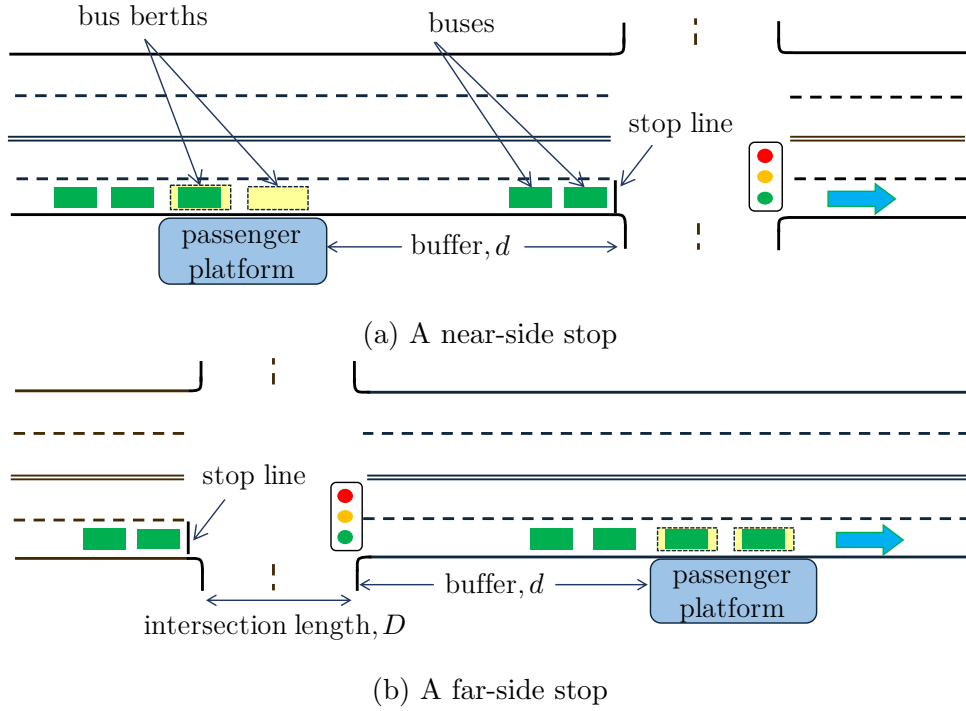 bus berths
buses
stop line
passenger
platform
buffer, d
(a) A near-side stop
stop line
buffer, d
passenger
platform
intersection length, D
(b) A far-side stop